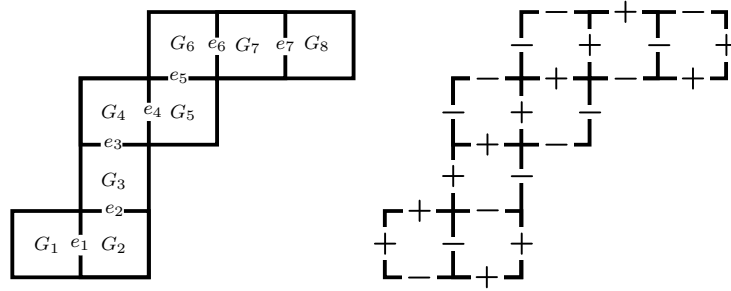 G₆ e₆ G₇ e₇ G₈
e₅
G₄ e₄ G₅
e₃
G₃
e₂
G₁ e₁ G₂
− + −
− + − +
− + − +
− + −
+ −
+ −
+ −
+ − +
− +